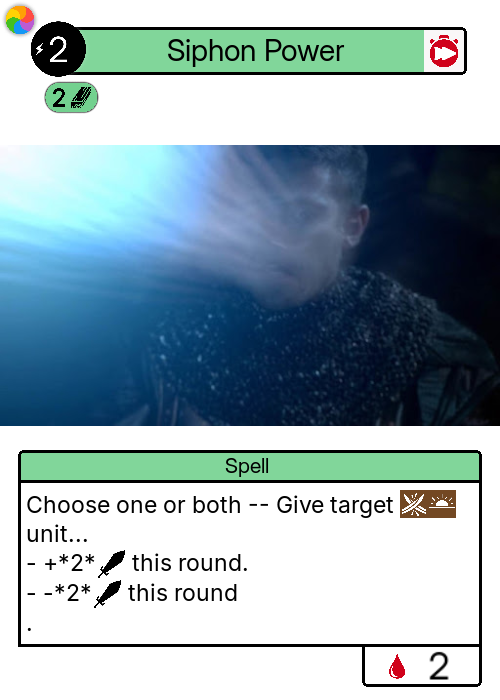 2
Siphon Power
2
Spell
Choose one or both -- Give target
unit...
- +*2* this round.
- -*2* this round
.
2